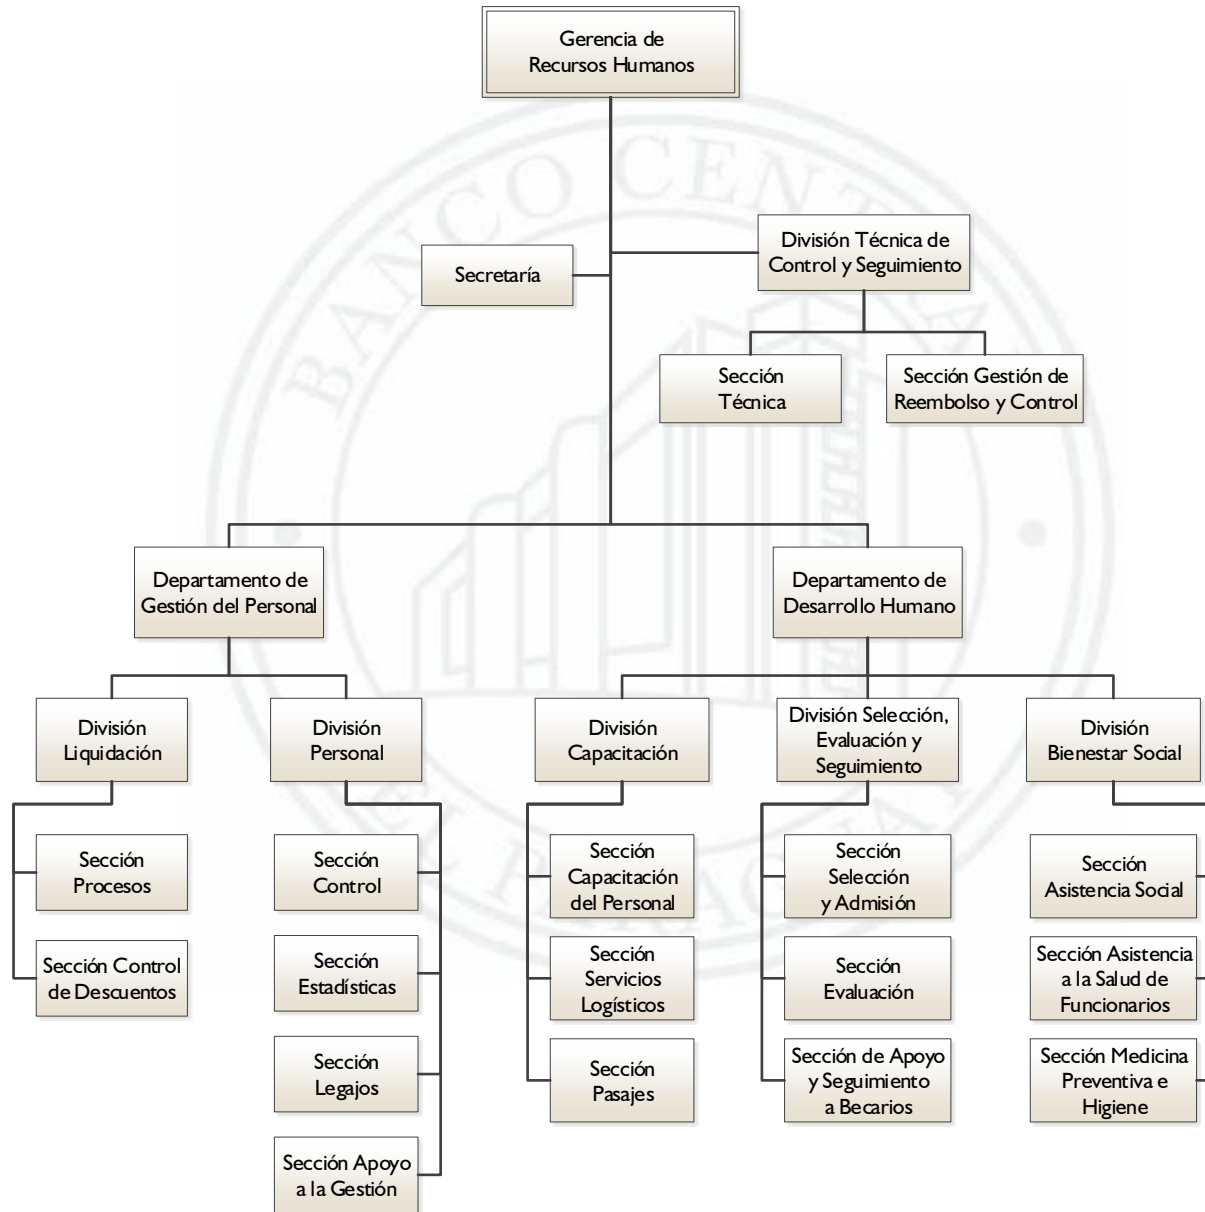 Gerencia de
Recursos Humanos
BANCO CENTRAL
DEL PARAGUAY
División Técnica de
Control y Seguimiento
Secretaría
Sección
Técnica
Sección Gestión de
Reembolso y Control
Departamento de
Gestión del Personal
Departamento de
Desarrollo Humano
División
Liquidación
División
Personal
División
Capacitación
División Selección,
Evaluación y
Seguimiento
División
Bienestar Social
Sección
Procesos
Sección Control
de Descuentos
Sección
Control
Sección
Estadísticas
Sección
Legajos
Sección Apoyo
a la Gestión
Sección
Capacitación
del Personal
Sección
Servicios
Logísticos
Sección
Pasajes
Sección
Selección
y Admisión
Sección
Evaluación
Sección de Apoyo
y Seguimiento
a Becarios
Sección
Asistencia Social
Sección Asistencia
a la Salud de
Funcionarios
Sección Medicina
Preventiva e
Higiene